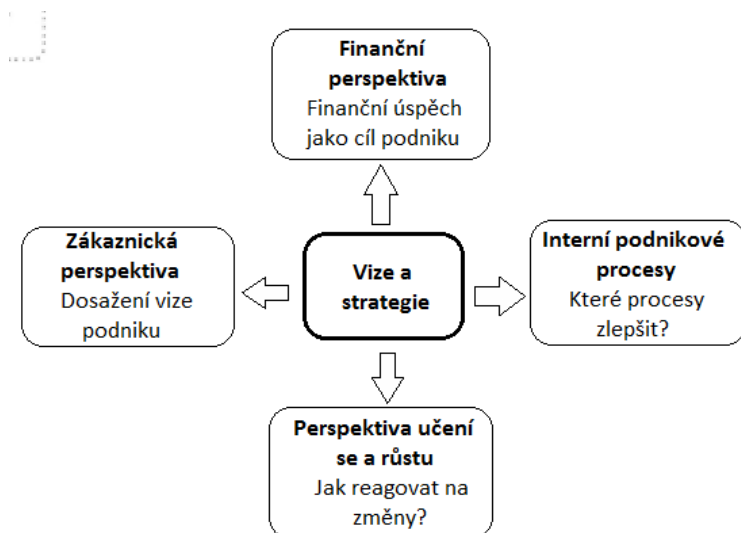 Finanční
perspektiva
Finanční úspěch
jako cíl podniku
Zákaznická
perspektiva
Dosažení vize
podniku
Vize a
strategie
Interní podnikové
procesy
Které procesy
zlepšit?
Perspektiva učení
se a růstu
Jak reagovat na
změny?